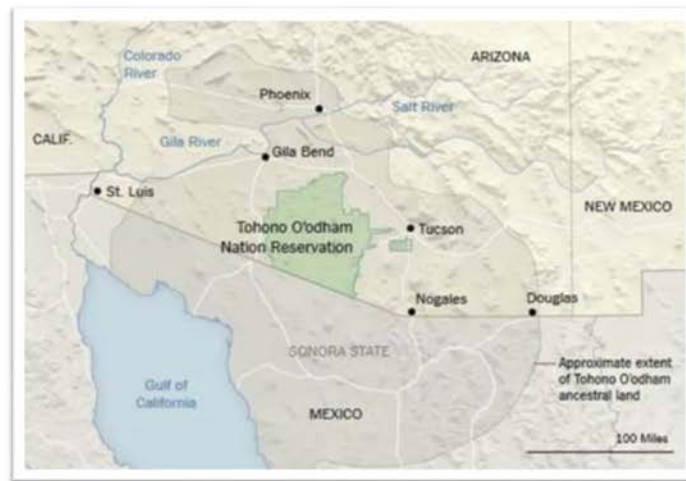 Colorado
River
ARIZONA
Phoenix
Salt River
CALIF.
Gila River
Gila Bend
St. Luis
NEW MEXICO
Tohono O'odham
Nation Reservation
Tucson
Nogales
Douglas
SONORA STATE
Approximate extent
of Tohono O'odham
ancestral land
Gulf of
California
MEXICO
100 Miles